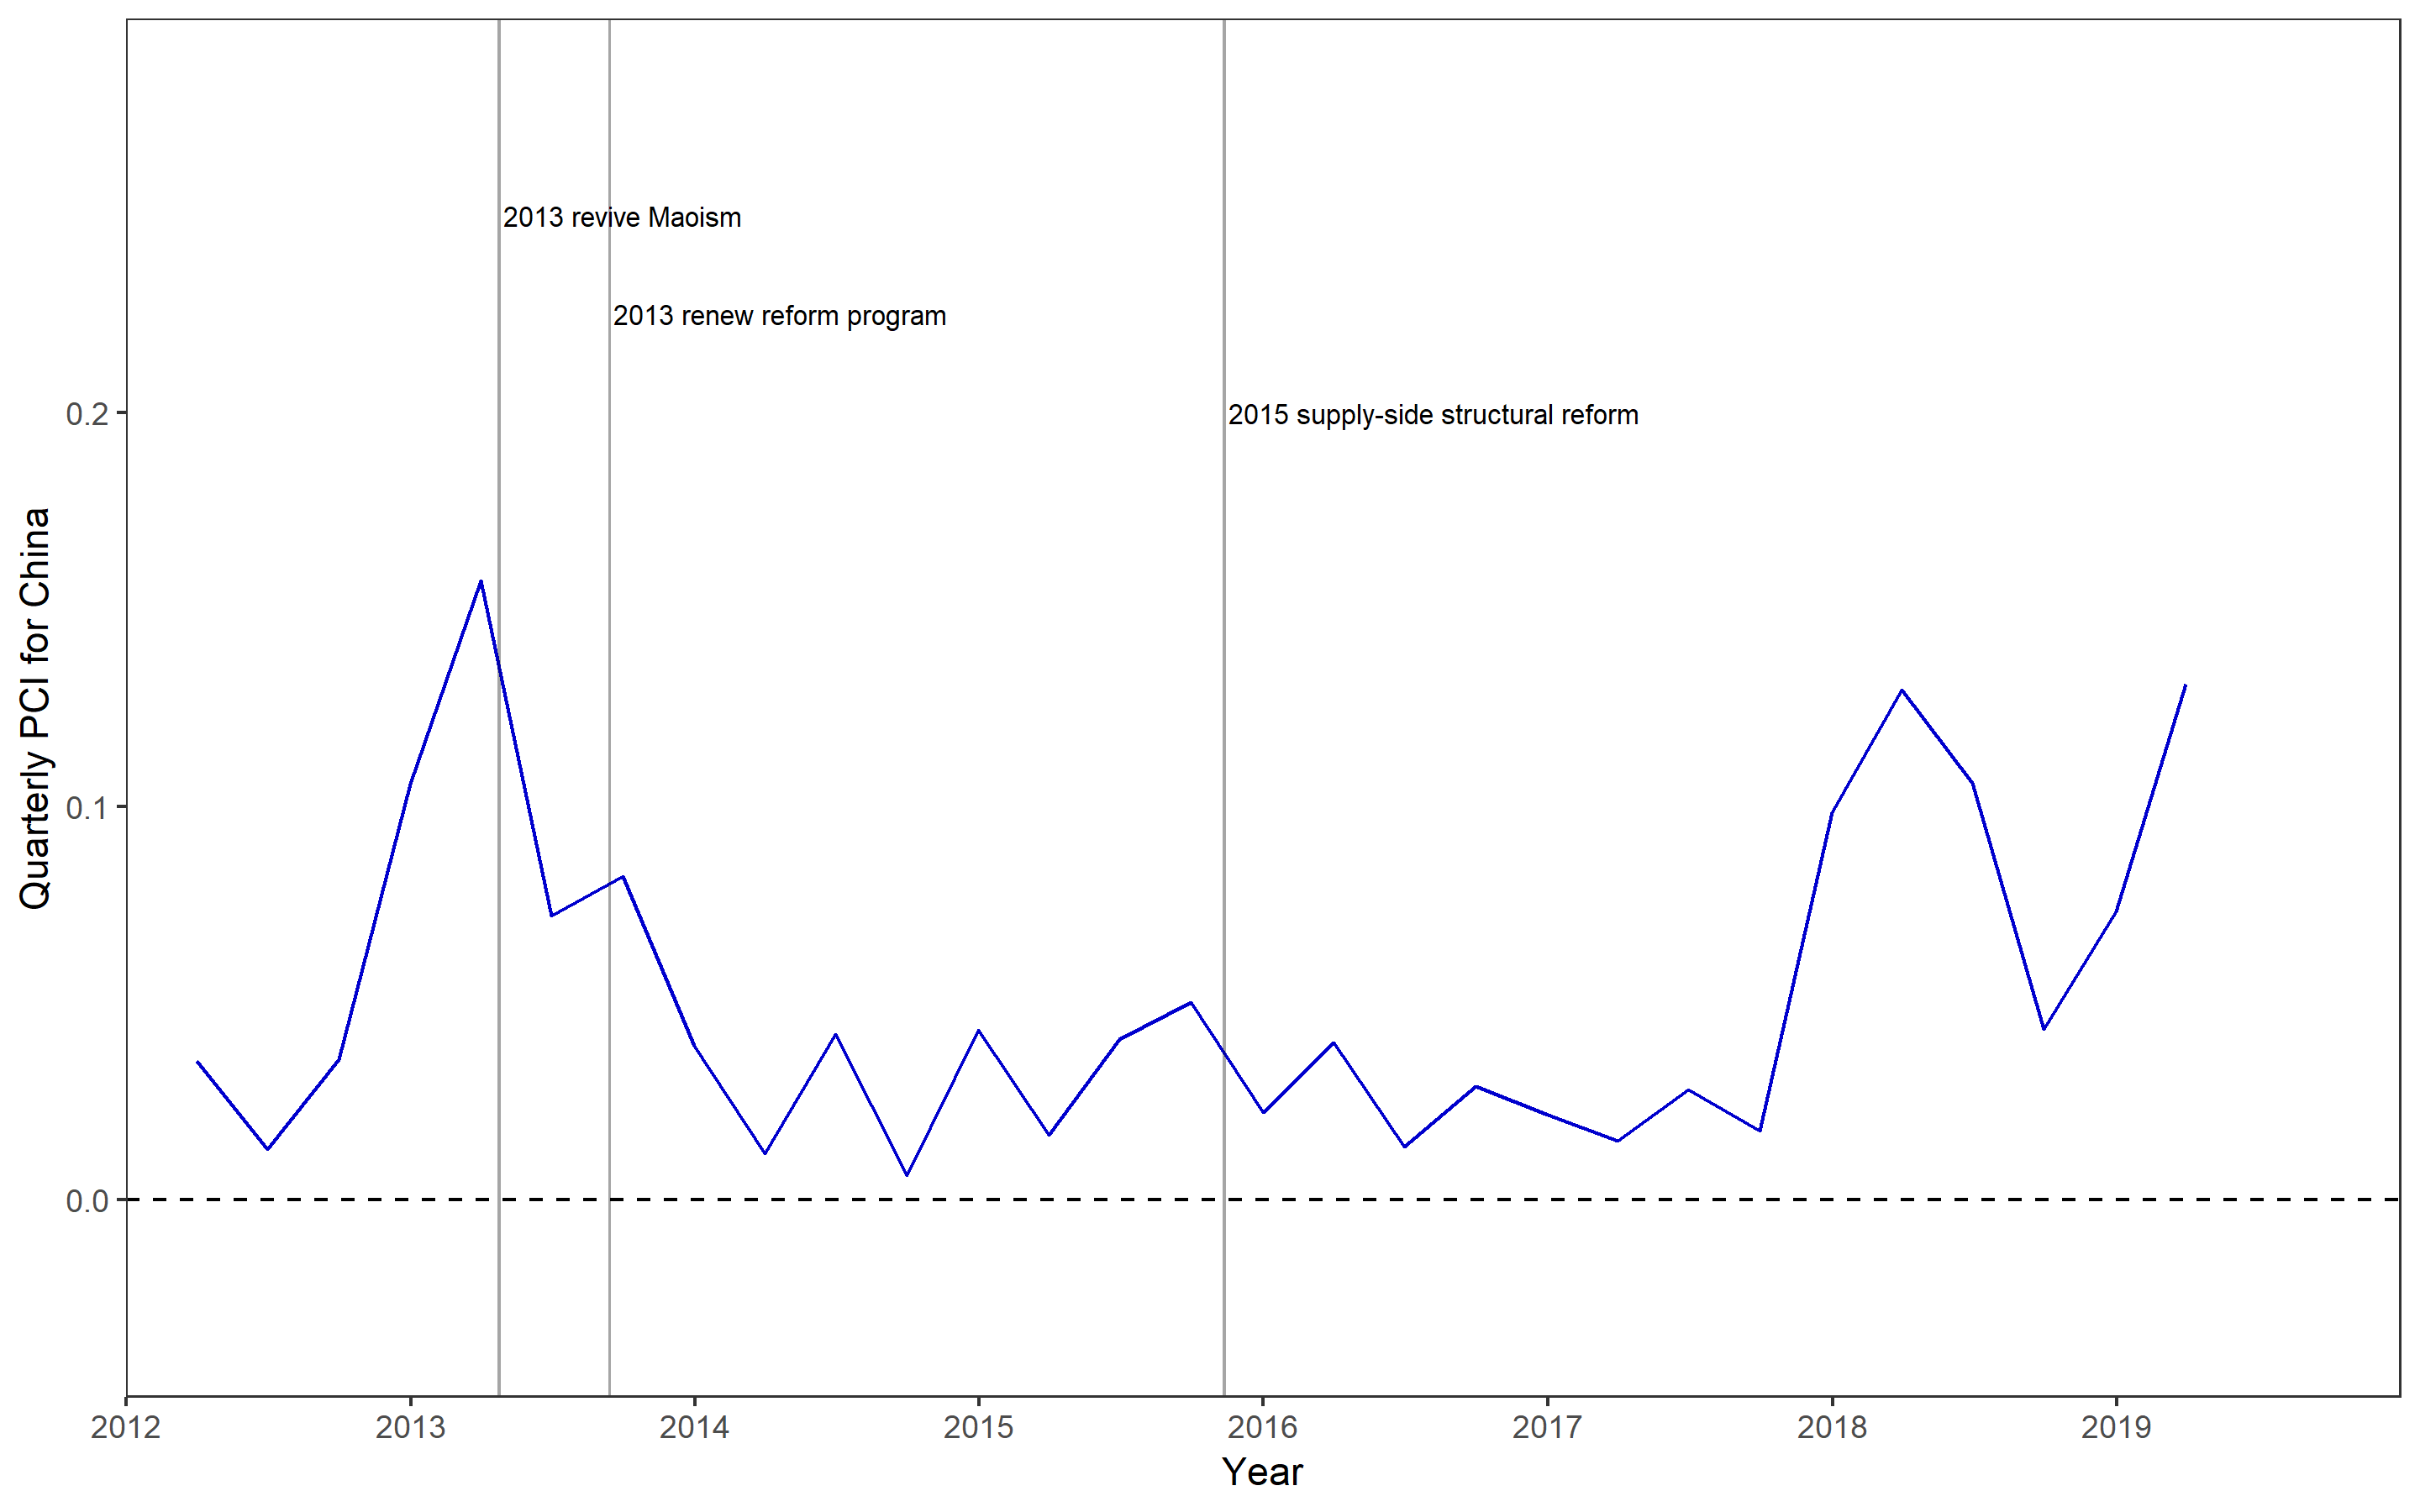 2013 revive Maoism
2013 renew reform program
2015 supply-side structural reform
Quarterly PCI for China
0.2
0.1
0.0
2012 2013 2014 2015 2016 2017 2018 2019
Year